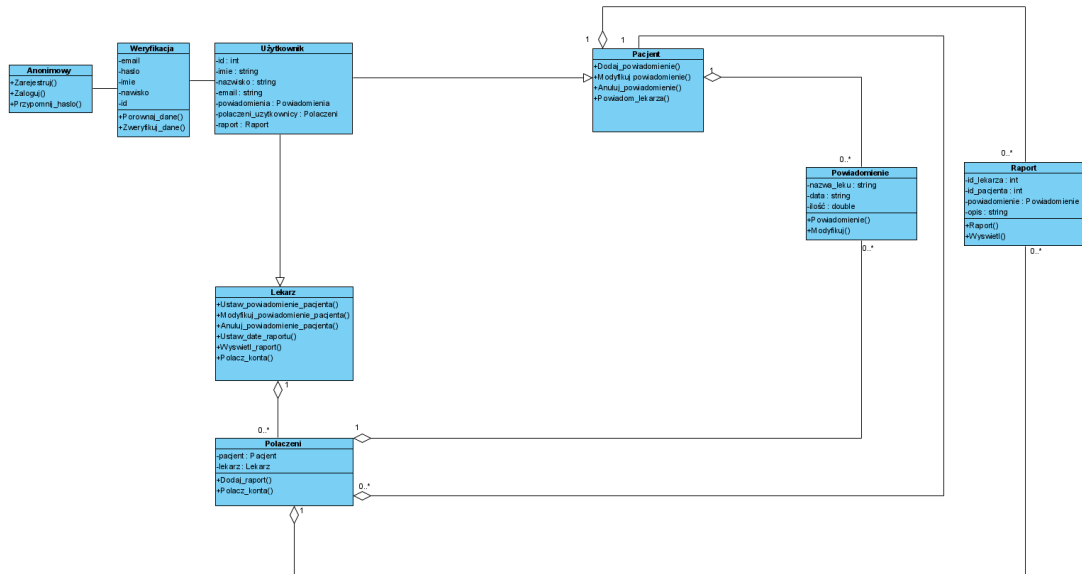 Anonimowy
+Zarejestruj()
+Zaloguj()
+Przypomnij_haslo()
Weryfikacja
-email
-haslo
-imie
-nawisko
-id
+Porownaj_dane()
+Zweryfikuj_dane()
Użytkownik
-id : int
-imie : string
-nazwisko : string
-email : string
-powiadomienia : Powiadomienia
-polaczeni_uzytkownicy : Polaczeni
-raport : Raport
1
1
Pacjent
+Dodaj_powiadomienie()
+Modyfikuj powiadomienie()
+Anuluj_powiadomienie()
+Powiadom_lekarza()
1
0..*
Powiadomienie
-nazwa_leku : string
-data : string
-ilość : double
+Powiadomienie()
+Modyfikuj()
0..*
0..*
Raport
-id_lekarza : int
-id_pacjenta : int
-powiadomienie : Powiadomienie
-opis : string
+Raport()
+Wyswietl()
0..*
Lekarz
+Ustaw_powiadomienie_pacjenta()
+Modyfikuj_powiadomienie_pacjenta()
+Anuluj_powiadomienie_pacjenta()
+Ustaw_date_raportu()
+Wyswietl_raport()
+Polacz_konta()
1
0..*
Polaczeni
-pacjent : Pacjent
-lekarz : Lekarz
+Dodaj_raport()
+Polacz_konta()
1
0..*
1